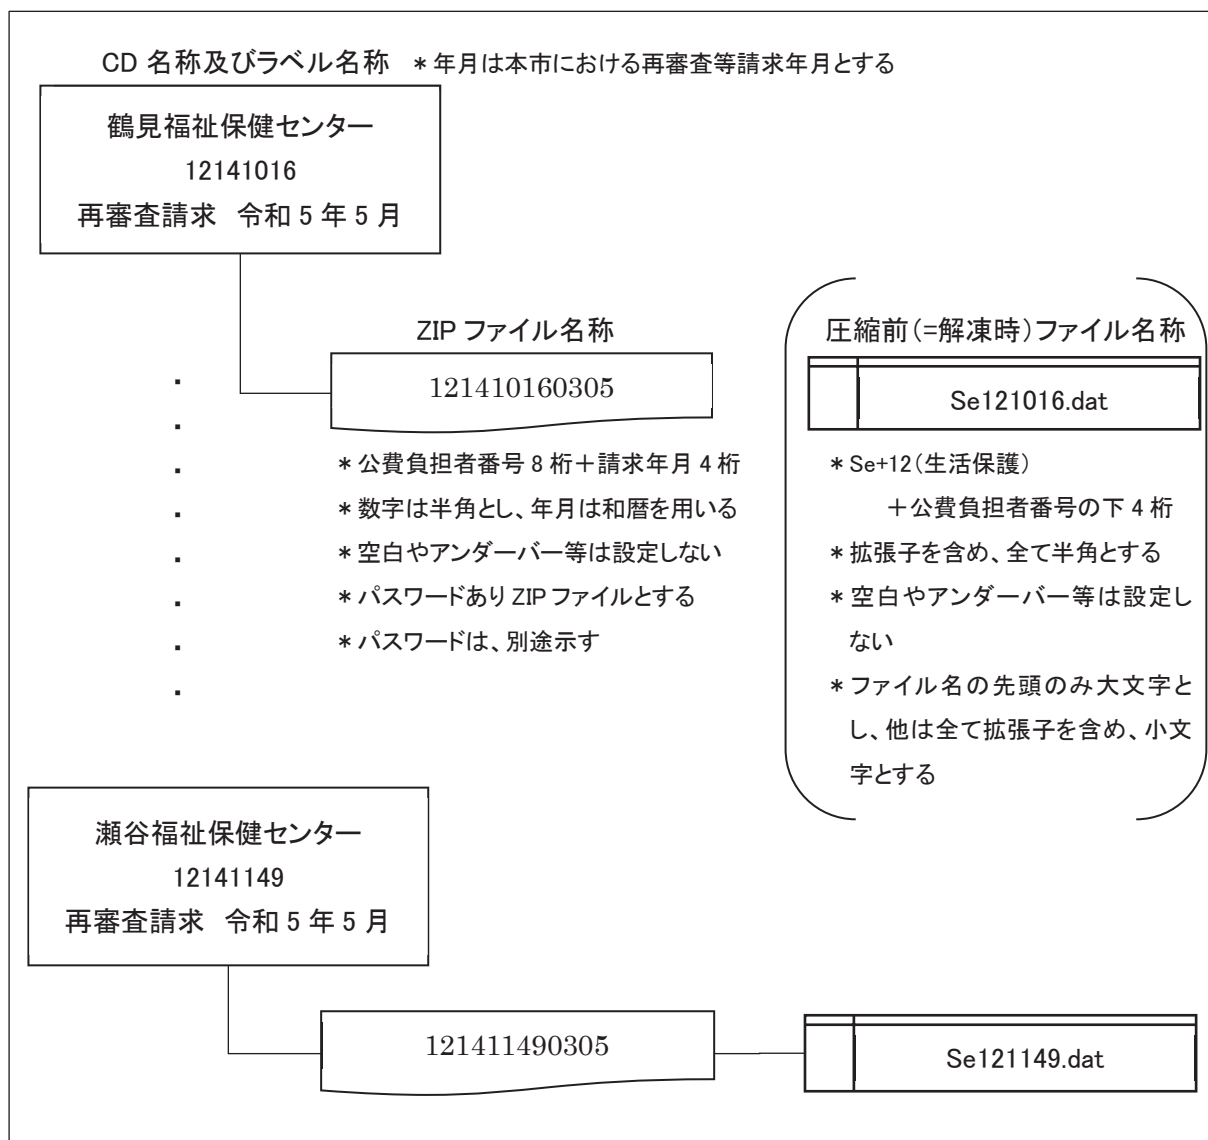 CD 名称及びラベル名称 ＊年月は本市における再審査等請求年月とする
鶴見福祉保健センター
12141016
再審査請求 令和 5 年 5 月
ZIP ファイル名称
121410160305
＊公費負担者番号 8 桁＋請求年月 4 桁
＊数字は半角とし、年月は和暦を用いる
＊空白やアンダーバー等は設定しない
＊パスワードあり ZIP ファイルとする
＊パスワードは、別途示す
圧縮前（=解凍時）ファイル名称
Se121016.dat
＊Se+12（生活保護）
＋公費負担者番号の下 4 桁
＊拡張子を含め、全て半角とする
＊空白やアンダーバー等は設定し
ない
＊ファイル名の先頭のみ大文字と
し、他は全て拡張子を含め、小文
字とする
瀬谷福祉保健センター
12141149
再審査請求 令和 5 年 5 月
121411490305
Se121149.dat